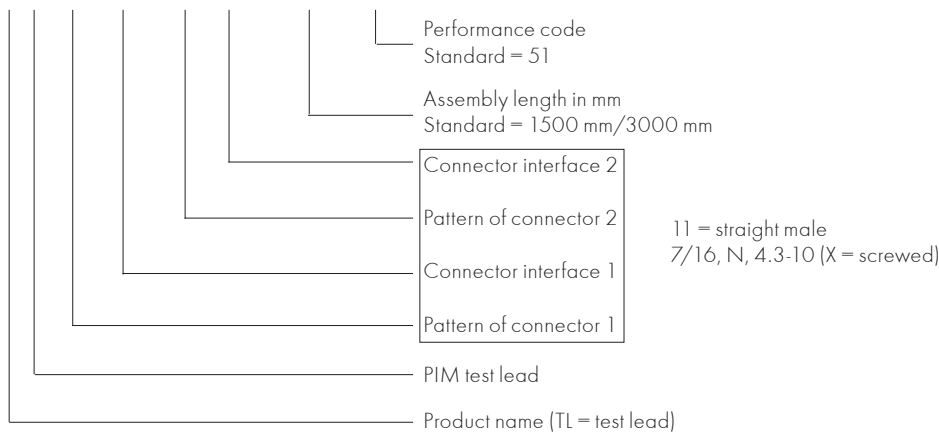 Performance code
Standard = 51
Assembly length in mm
Standard = 1500 mm/3000 mm
Connector interface 2
Pattern of connector 2
11 = straight male
7/16, N, 4.3-10 (X = screwed)
Connector interface 1
Pattern of connector 1
PIM test lead
Product name (TL = test lead)